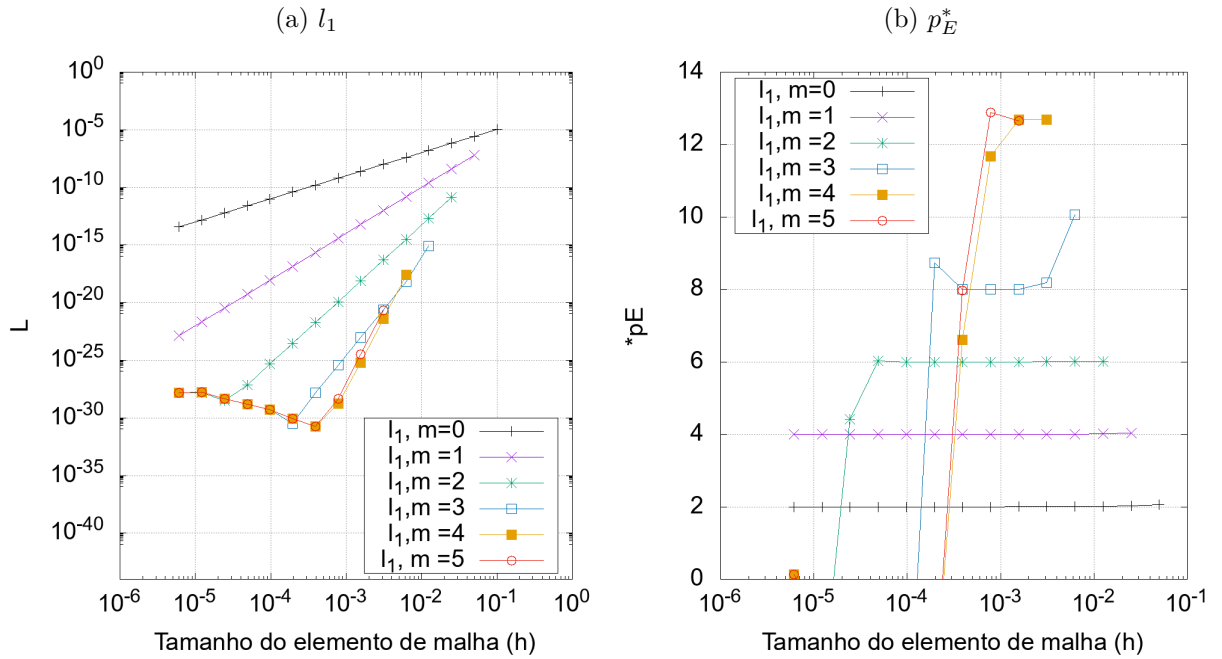 (a) l₁
10⁰
10⁻⁵
10⁻¹⁰
10⁻¹⁵
10⁻²⁰
10⁻²⁵
10⁻³⁰
10⁻³⁵
10⁻⁴⁰
L
l₁, m=0
l₁,m =1
l₁,m =2
l₁,m =3
l₁,m =4
l₁, m =5
10⁻⁶ 10⁻⁵ 10⁻⁴ 10⁻³ 10⁻² 10⁻¹ 10⁰
Tamanho do elemento de malha (h)
(b) p*_E
14
12
10
8
6
4
2
0
*pE
l₁, m=0
l₁,m =1
l₁,m =2
l₁,m =3
l₁,m =4
l₁, m =5
10⁻⁶ 10⁻⁵ 10⁻⁴ 10⁻³ 10⁻² 10⁻¹
Tamanho do elemento de malha (h)